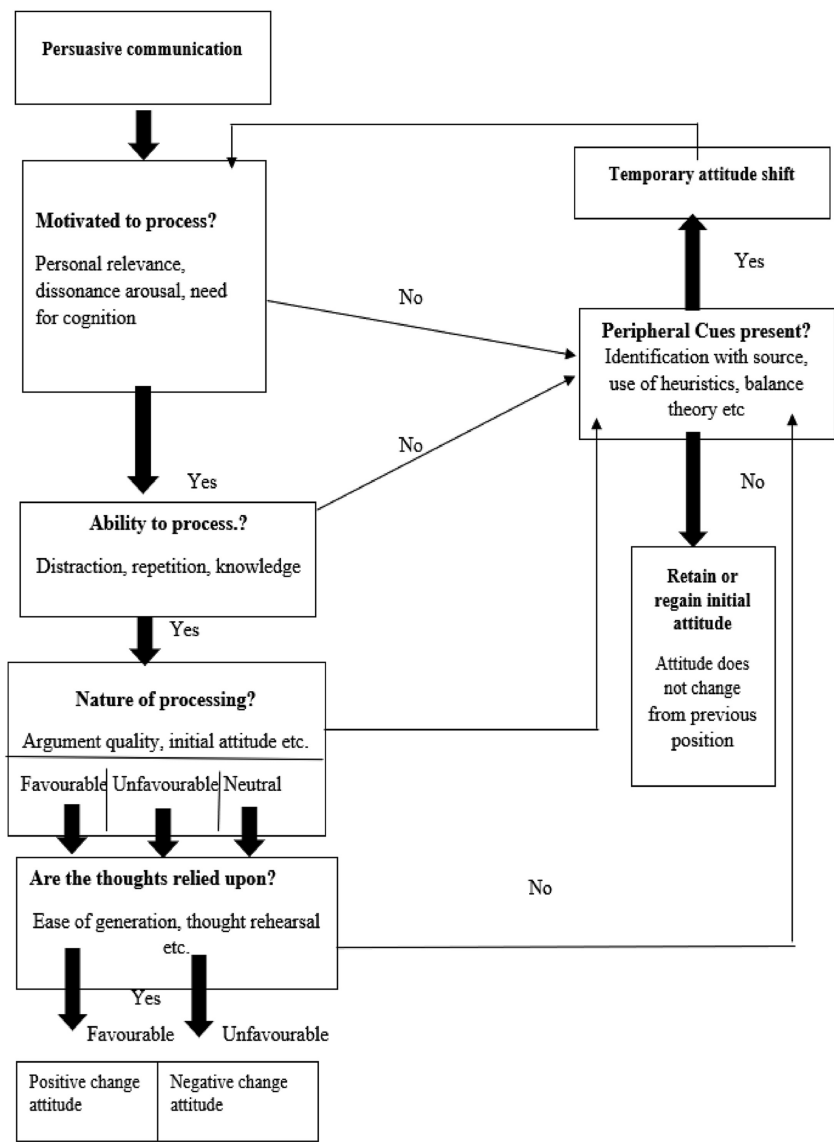 Persuasive communication
Temporary attitude shift
Motivated to process?
Personal relevance,
dissonance arousal, need
for cognition
Yes
No
Peripheral Cues present?
Identification with source,
use of heuristics, balance
theory etc
No
Yes
No
Ability to process.?
Distraction, repetition, knowledge
Retain or
regain initial
attitude
Attitude does
not change
from previous
position
Yes
Nature of processing?
Argument quality, initial attitude etc.
Favourable Unfavourable Neutral
Are the thoughts relied upon?
Ease of generation, thought rehearsal
etc.
No
Yes
Favourable Unfavourable
Positive change
attitude
Negative change
attitude